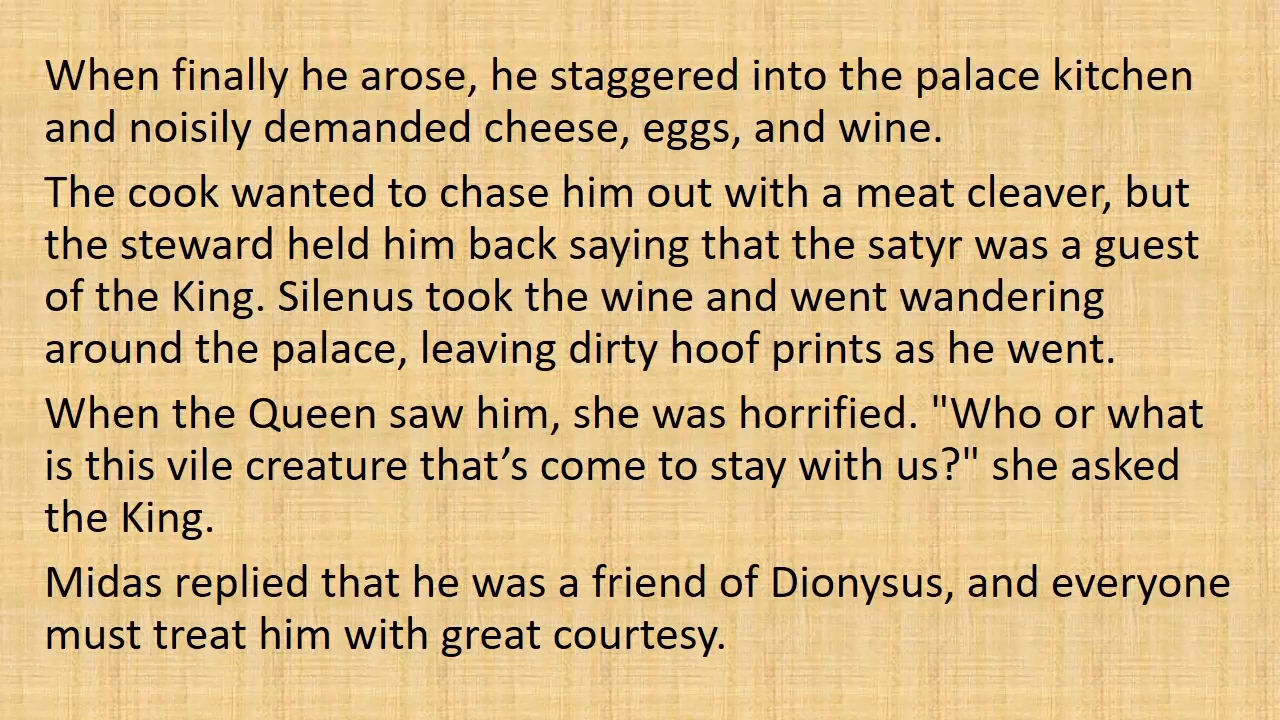 When finally he arose, he staggered into the palace kitchen
and noisily demanded cheese, eggs, and wine.
The cook wanted to chase him out with a meat cleaver, but
the steward held him back saying that the satyr was a guest
of the King. Silenus took the wine and went wandering
around the palace, leaving dirty hoof prints as he went.
When the Queen saw him, she was horrified. "Who or what
is this vile creature that’s come to stay with us?" she asked
the King.
Midas replied that he was a friend of Dionysus, and everyone
must treat him with great courtesy.